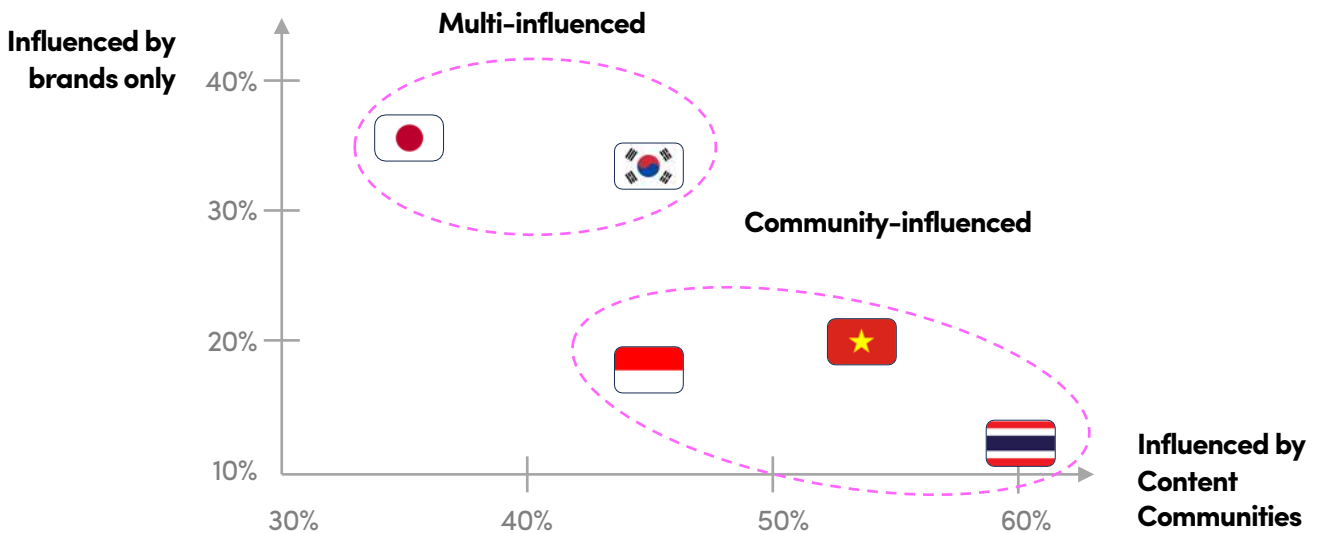 Multi-influenced
Influenced by
brands only
40%
30%
Community-influenced
20%
10%
30%
40%
50%
60%
Influenced by
Content
Communities